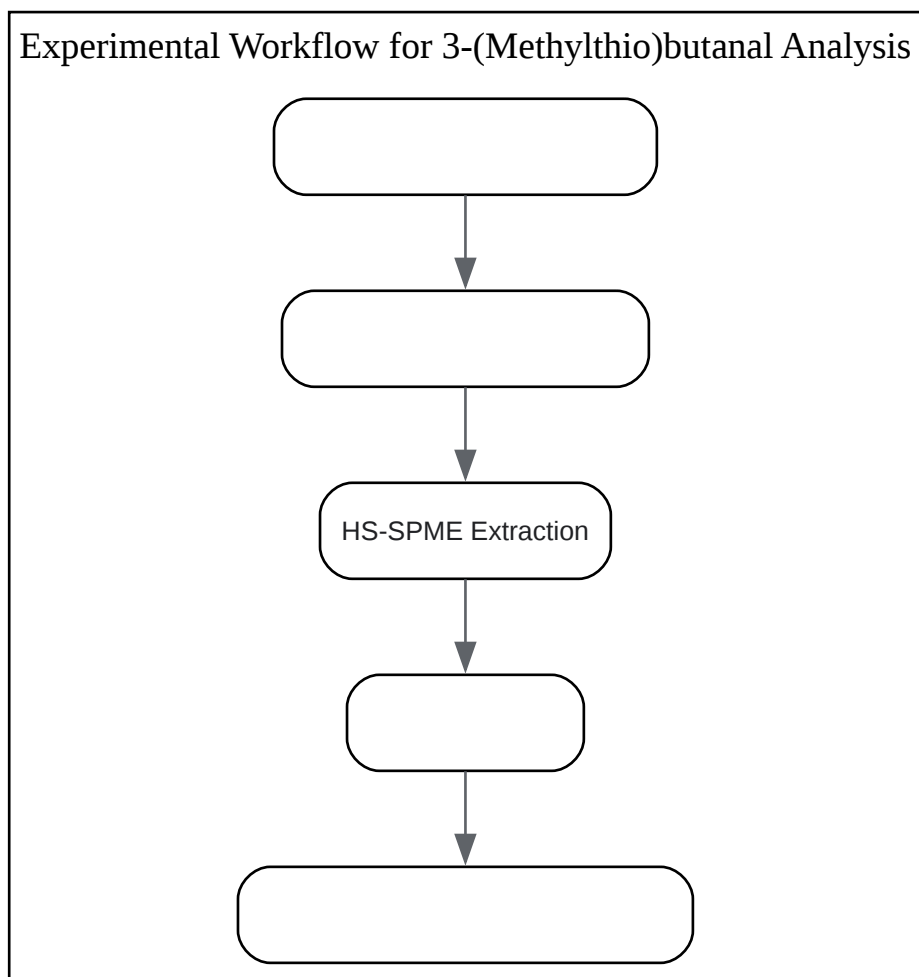 Experimental Workflow for 3-(Methylthio)butanal Analysis
HS-SPME Extraction